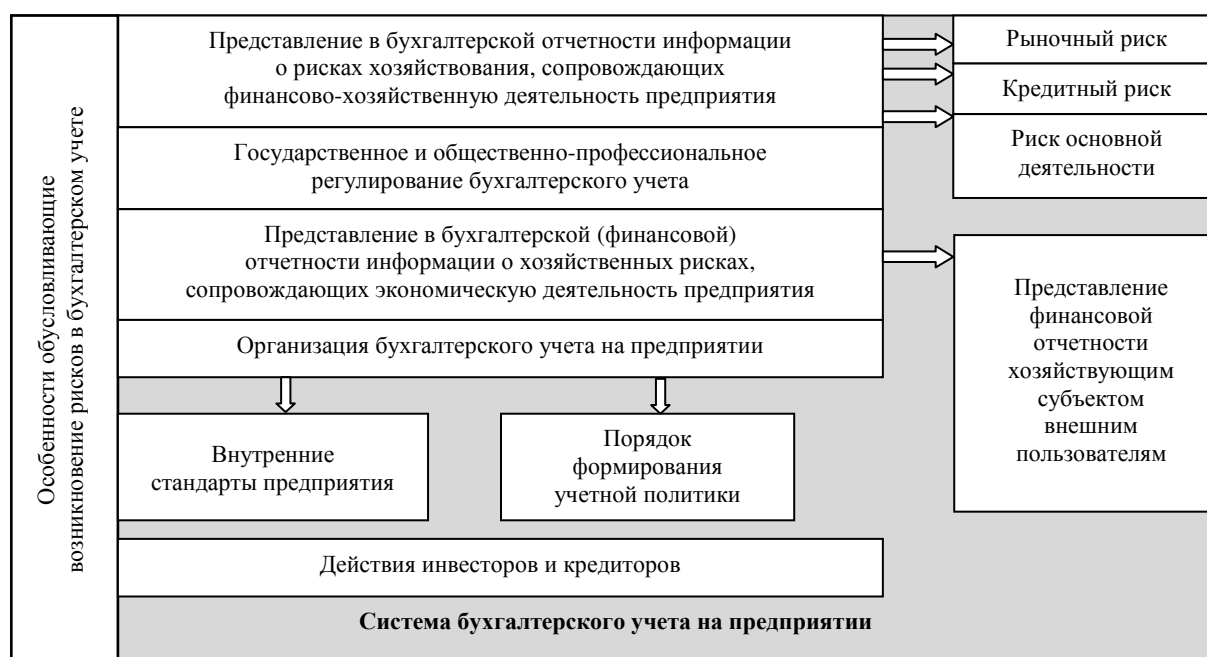 Особенности обусловливающие
возникновение рисков в бухгалтерском учете
Представление в бухгалтерской отчетности информации
о рисках хозяйствования, сопровождающих
финансово-хозяйственную деятельность предприятия
Рыночный риск
Кредитный риск
Риск основной
деятельности
Государственное и общественно-профессиональное
регулирование бухгалтерского учета
Представление в бухгалтерской (финансовой)
отчетности информации о хозяйственных рисках,
сопровождающих экономическую деятельность предприятия
Представление
финансовой
отчетности
хозяйствующим
субъектом
внешним
пользователям
Организация бухгалтерского учета на предприятии
Внутренние
стандарты предприятия
Порядок
формирования
учетной политики
Действия инвесторов и кредиторов
Система бухгалтерского учета на предприятии